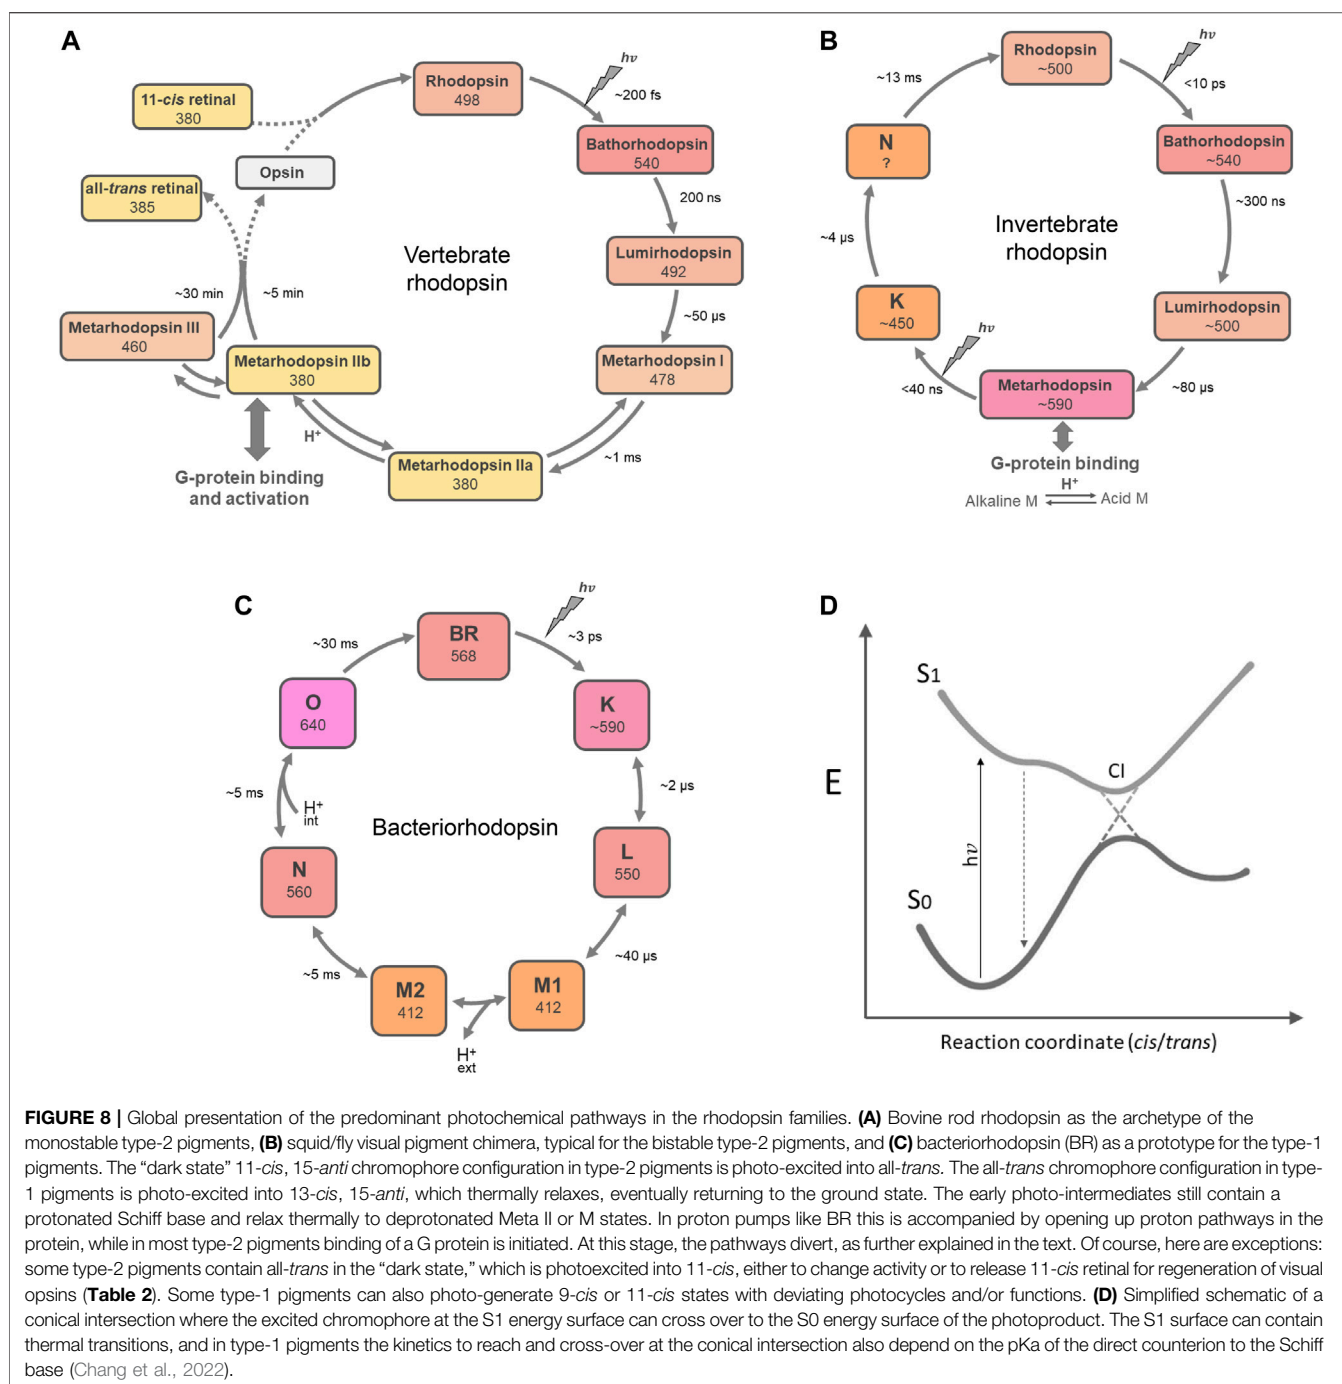 A
hν
Rhodopsin
498
~200 fs
11-cis retinal
380
Bathorhodopsin
540
Opsin
all-trans retinal
385
200 ns
Vertebrate
rhodopsin
Lumirhodopsin
492
~30 min
~5 min
~50 µs
Metarhodopsin III
460
Metarhodopsin IIb
380
Metarhodopsin I
478
H+
~1 ms
Metarhodopsin IIa
380
G-protein binding
and activation
B
hν
Rhodopsin
~500
~13 ms
<10 ps
N
?
Bathorhodopsin
~540
~300 ns
Invertebrate
rhodopsin
~4 µs
K
~450
Lumirhodopsin
~500
hν
<40 ns
Metarhodopsin
~590
~80 µs
G-protein binding
H+
Alkaline M
Acid M
C
hν
BR
568
~30 ms
~3 ps
O
640
K
~590
~5 ms
H+
int
~2 µs
Bacteriorhodopsin
N
560
L
550
~5 ms
~40 µs
M2
412
M1
412
H+
ext
D
S1
CI
E
hν
S0
Reaction coordinate (cis/trans)
FIGURE 8 | Global presentation of the predominant photochemical pathways in the rhodopsin families. (A) Bovine rod rhodopsin as the archetype of the
monostable type-2 pigments, (B) squid/fly visual pigment chimera, typical for the bistable type-2 pigments, and (C) bacteriorhodopsin (BR) as a prototype for the type-1
pigments. The “dark state” 11-cis, 15-anti chromophore configuration in type-2 pigments is photo-excited into all-trans. The all-trans chromophore configuration in type-
1 pigments is photo-excited into 13-cis, 15-anti, which thermally relaxes, eventually returning to the ground state. The early photo-intermediates still contain a
protonated Schiff base and relax thermally to deprotonated Meta II or M states. In proton pumps like BR this is accompanied by opening up proton pathways in the
protein, while in most type-2 pigments binding of a G protein is initiated. At this stage, the pathways divert, as further explained in the text. Of course, here are exceptions:
some type-2 pigments contain all-trans in the “dark state,” which is photoexcited into 11-cis, either to change activity or to release 11-cis retinal for regeneration of visual
opsins (Table 2). Some type-1 pigments can also photo-generate 9-cis or 11-cis states with deviating photocycles and/or functions. (D) Simplified schematic of a
conical intersection where the excited chromophore at the S1 energy surface can cross over to the S0 energy surface of the photoproduct. The S1 surface can contain
thermal transitions, and in type-1 pigments the kinetics to reach and cross-over at the conical intersection also depend on the pKa of the direct counterion to the Schiff
base (Chang et al., 2022).